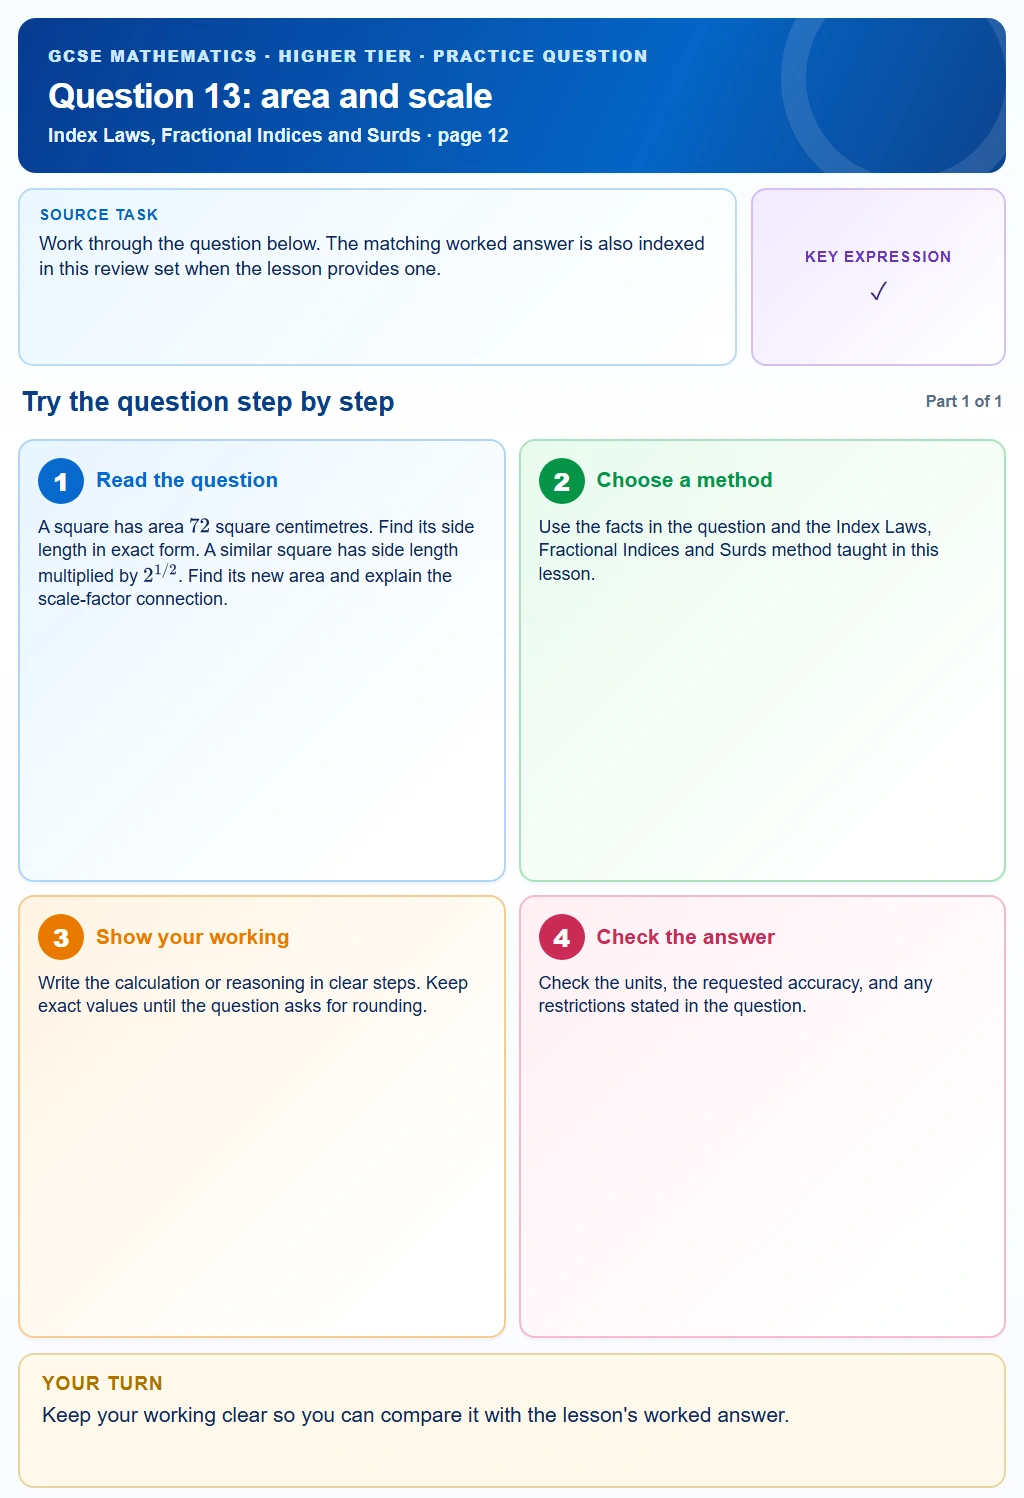 GCSE MATHEMATICS · HIGHER TIER · PRACTICE QUESTION
Question 13: area and scale
Index Laws, Fractional Indices and Surds · page 12
SOURCE TASK
Work through the question below. The matching worked answer is also indexed
in this review set when the lesson provides one.
KEY EXPRESSION
✓
Try the question step by step
Part 1 of 1
1 Read the question
A square has area 72 square centimetres. Find its side
length in exact form. A similar square has side length
multiplied by 2^{1/2}. Find its new area and explain the
scale-factor connection.
2 Choose a method
Use the facts in the question and the Index Laws,
Fractional Indices and Surds method taught in this
lesson.
3 Show your working
Write the calculation or reasoning in clear steps. Keep
exact values until the question asks for rounding.
4 Check the answer
Check the units, the requested accuracy, and any
restrictions stated in the question.
YOUR TURN
Keep your working clear so you can compare it with the lesson's worked answer.